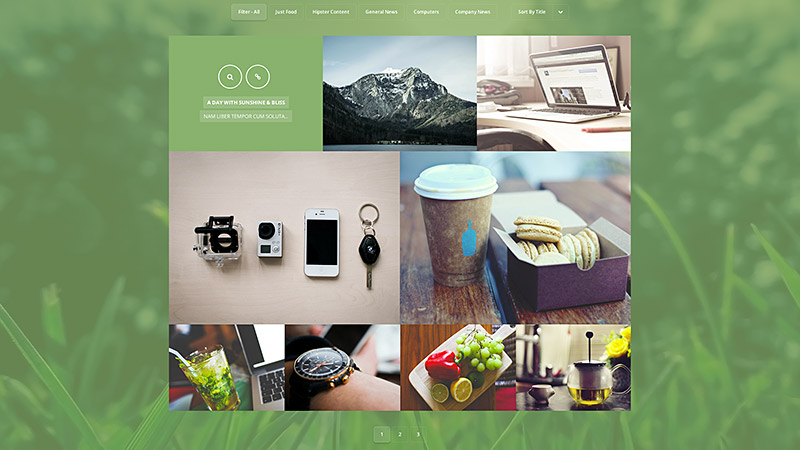 Filter - All
Just Food
Hipster Content
General News
Computers
Company News
Sort By Title
A DAY WITH SUNSHINE & BLISS
NAM LIBER TEMPOR CUM SOLUTA...
1
2
3